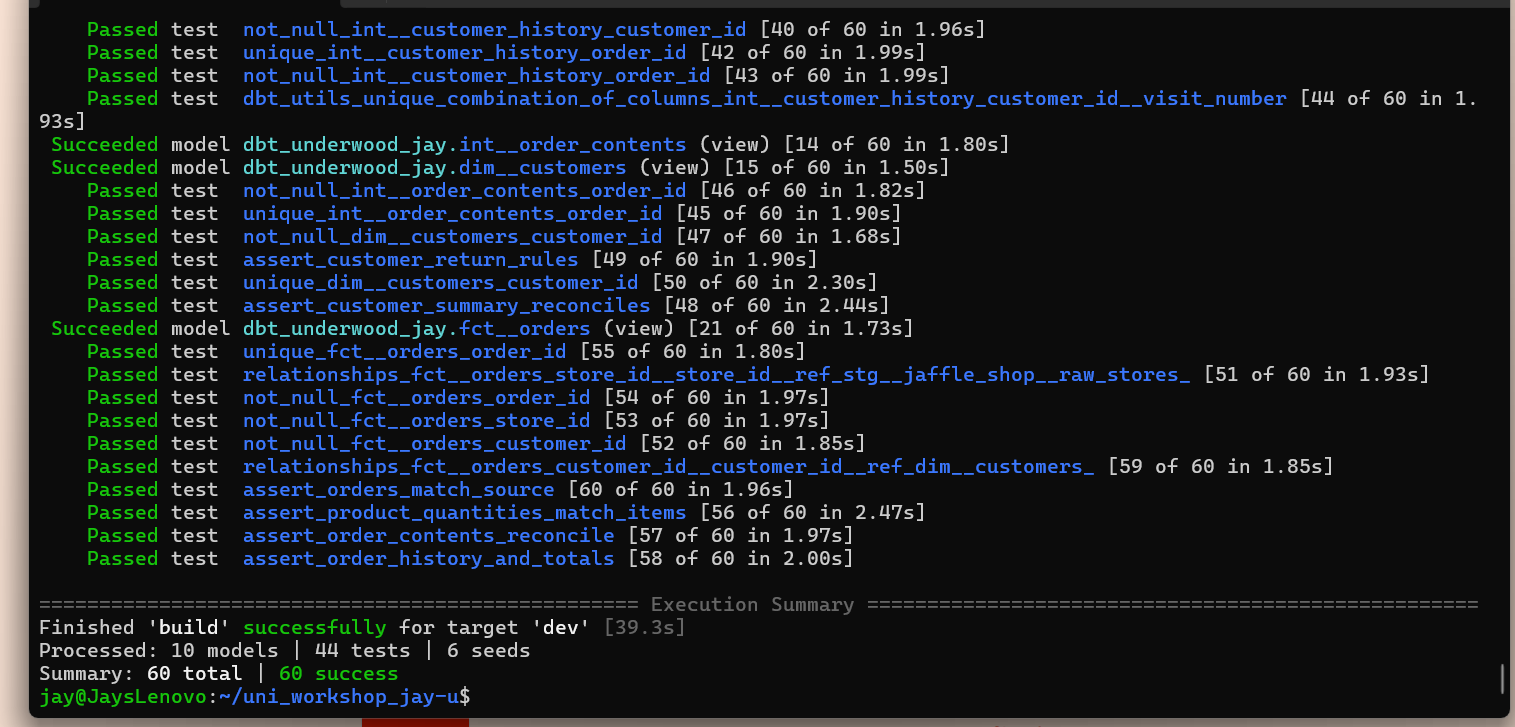 Passed test  not_null_int__customer_history_customer_id [40 of 60 in 1.96s]
Passed test  unique_int__customer_history_order_id [42 of 60 in 1.99s]
Passed test  not_null_int__customer_history_order_id [43 of 60 in 1.99s]
Passed test  dbt_utils_unique_combination_of_columns_int__customer_history_customer_id__visit_number [44 of 60 in 1.
93s]
Succeeded model dbt_underwood_jay.int__order_contents (view) [14 of 60 in 1.80s]
Succeeded model dbt_underwood_jay.dim__customers (view) [15 of 60 in 1.50s]
Passed test  not_null_int__order_contents_order_id [46 of 60 in 1.82s]
Passed test  unique_int__order_contents_order_id [45 of 60 in 1.90s]
Passed test  not_null_dim__customers_customer_id [47 of 60 in 1.68s]
Passed test  assert_customer_return_rules [49 of 60 in 1.90s]
Passed test  unique_dim__customers_customer_id [50 of 60 in 2.30s]
Passed test  assert_customer_summary_reconciles [48 of 60 in 2.44s]
Succeeded model dbt_underwood_jay.fct__orders (view) [21 of 60 in 1.73s]
Passed test  unique_fct__orders_order_id [55 of 60 in 1.80s]
Passed test  relationships_fct__orders_store_id__store_id__ref_stg__jaffle_shop__raw_stores_ [51 of 60 in 1.93s]
Passed test  not_null_fct__orders_order_id [54 of 60 in 1.97s]
Passed test  not_null_fct__orders_store_id [53 of 60 in 1.97s]
Passed test  not_null_fct__orders_customer_id [52 of 60 in 1.85s]
Passed test  relationships_fct__orders_customer_id__customer_id__ref_dim__customers_ [59 of 60 in 1.85s]
Passed test  assert_orders_match_source [60 of 60 in 1.96s]
Passed test  assert_product_quantities_match_items [56 of 60 in 2.47s]
Passed test  assert_order_contents_reconcile [57 of 60 in 1.97s]
Passed test  assert_order_history_and_totals [58 of 60 in 2.00s]
================================================== Execution Summary ===================================================
Finished 'build' successfully for target 'dev' [39.3s]
Processed: 10 models | 44 tests | 6 seeds
Summary: 60 total | 60 success
jay@JaysLenovo:~/uni_workshop_jay-u$